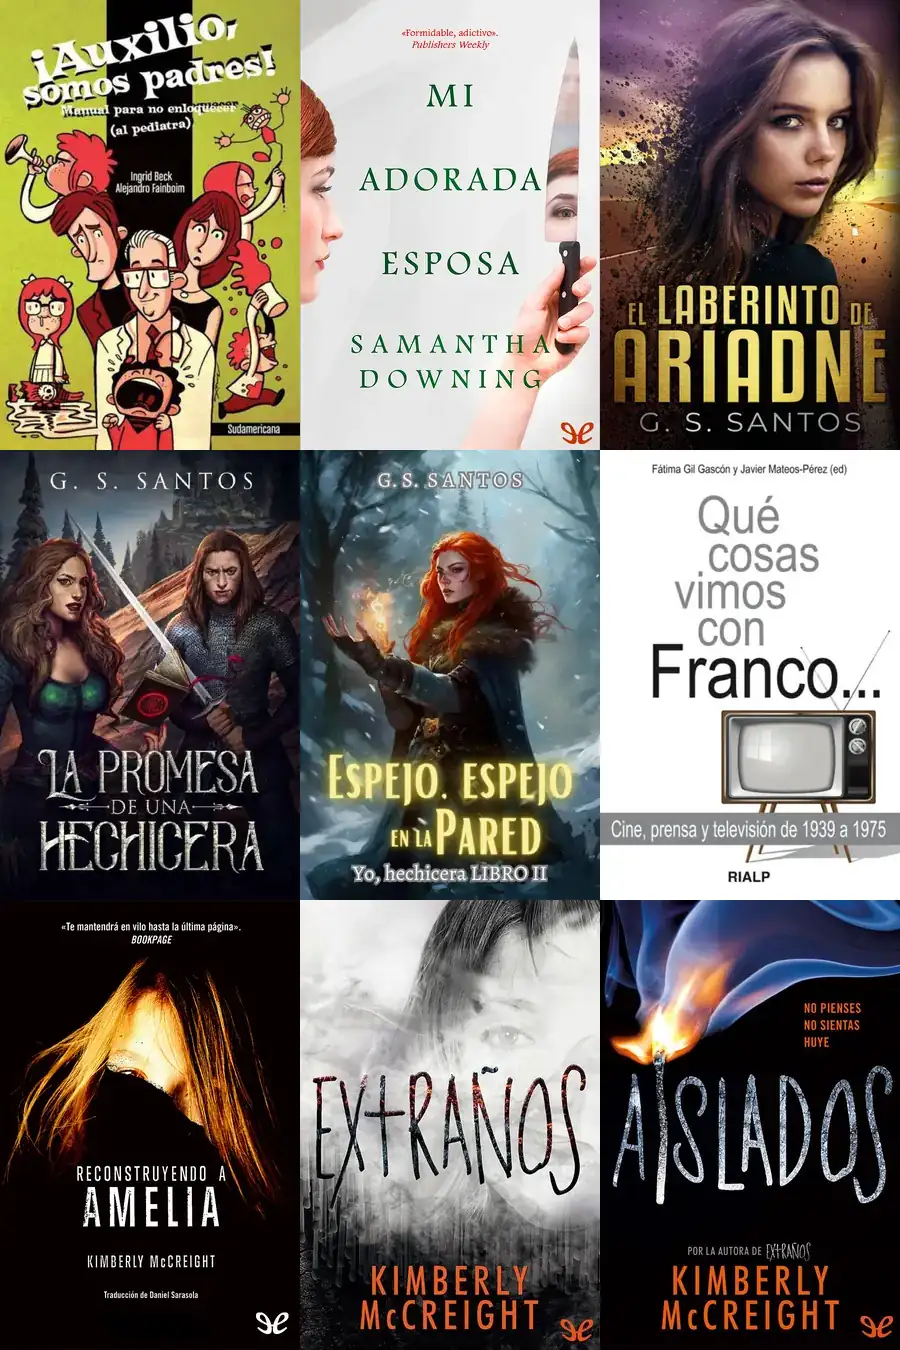 ¡Auxilio,
somos padres!
Manual para no enloquecer
(al pediatra)
Ingrid Beck
Alejandro Fainboim
Sudamericana
«Formidable, adictivo».
Publishers Weekly
MI
ADORADA
ESPOSA
SAMANTHA
DOWNING
EL LABERINTO DE
ARIADNE
G. S. SANTOS
G. S. SANTOS
LA PROMESA
DE UNA
HECHICERA
G.S. SANTOS
ESPEJO, ESPEJO
EN LA PARED
Yo, hechicera LIBRO II
Fátima Gil Gascón y Javier Mateos-Pérez (ed)
Qué
cosas
vimos
con
Franco...
Cine, prensa y televisión de 1939 a 1975
RIALP
«Te mantendrá en vilo hasta la última página».
BOOKPAGE
RECONSTRUYENDO A
AMELIA
KIMBERLY McCREIGHT
Traducción de Daniel Sarasola
EXTRAÑOS
KIMBERLY
McCREIGHT
NO PIENSES
NO SIENTAS
HUYE
AISLADOS
POR LA AUTORA DE EXTRAÑOS
KIMBERLY
McCREIGHT